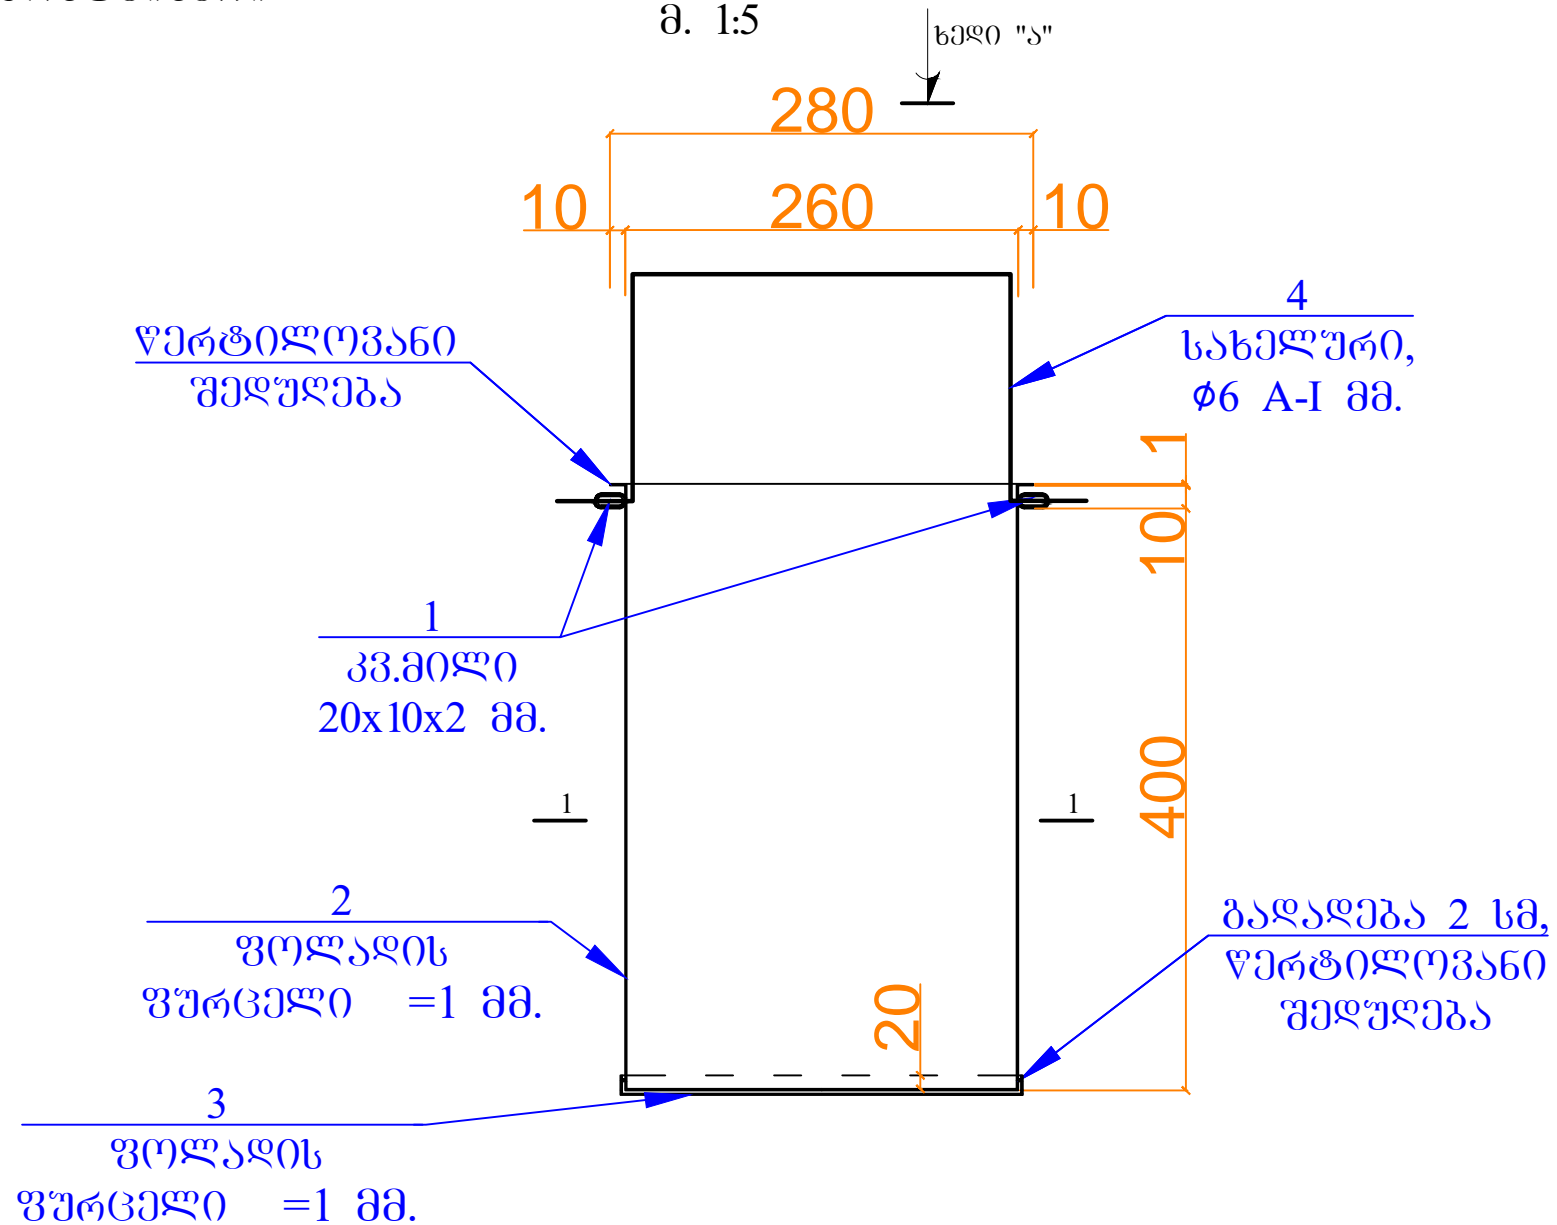 მ. 1:5
ხედი "ა"
280
10 260 10
4
სახელური,
ϕ6 A-I მმ.
წერტილოვანი
შედუღება
1
10
1
კვ.მილი
20x10x2 მმ.
400
1 1
2
ფოლადის
ფურცელი =1 მმ.
გადადება 2 სმ,
წერტილოვანი
შედუღება
20
3
ფოლადის
ფურცელი =1 მმ.